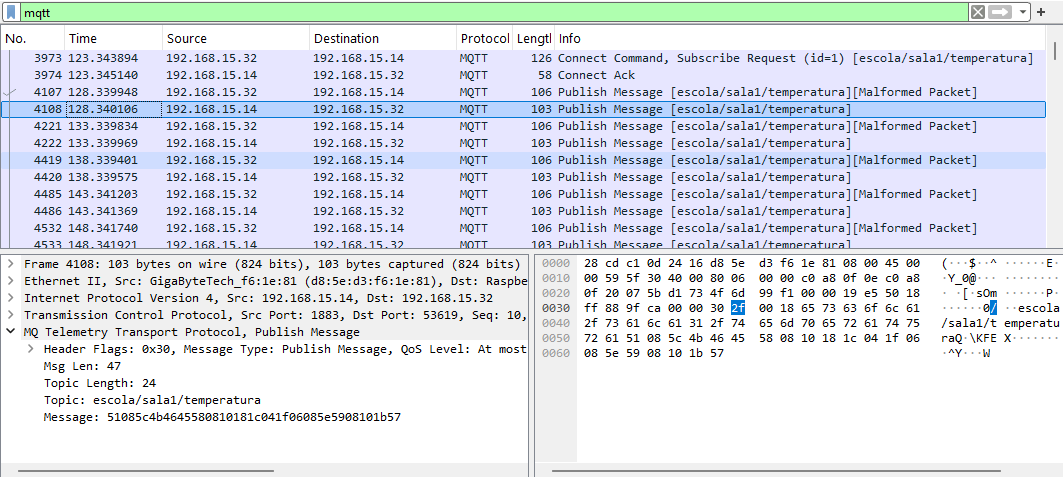 mqtt
No. Time Source Destination Protocol Lengtl Info
3973 123.343894 192.168.15.32 192.168.15.14 MQTT 126 Connect Command, Subscribe Request (id=1) [escola/sala1/temperatura]
3974 123.345140 192.168.15.14 192.168.15.32 MQTT 58 Connect Ack
4107 128.339948 192.168.15.32 192.168.15.14 MQTT 106 Publish Message [escola/sala1/temperatura][Malformed Packet]
4108 128.340106 192.168.15.14 192.168.15.32 MQTT 103 Publish Message [escola/sala1/temperatura]
4221 133.339834 192.168.15.32 192.168.15.14 MQTT 106 Publish Message [escola/sala1/temperatura][Malformed Packet]
4222 133.339969 192.168.15.14 192.168.15.32 MQTT 103 Publish Message [escola/sala1/temperatura]
4419 138.339401 192.168.15.32 192.168.15.14 MQTT 106 Publish Message [escola/sala1/temperatura][Malformed Packet]
4420 138.339575 192.168.15.14 192.168.15.32 MQTT 103 Publish Message [escola/sala1/temperatura]
4485 143.341203 192.168.15.32 192.168.15.14 MQTT 106 Publish Message [escola/sala1/temperatura][Malformed Packet]
4486 143.341369 192.168.15.14 192.168.15.32 MQTT 103 Publish Message [escola/sala1/temperatura]
4532 148.341740 192.168.15.32 192.168.15.14 MQTT 106 Publish Message [escola/sala1/temperatura][Malformed Packet]
4533 148.341921 192.168.15.14 192.168.15.32 MQTT 103 Publish Message [escola/sala1/temperatura]
Frame 4108: 103 bytes on wire (824 bits), 103 bytes captured (824 bits)
Ethernet II, Src: GigaByteTech_f6:1e:81 (d8:5e:d3:f6:1e:81), Dst: Raspbe
Internet Protocol Version 4, Src: 192.168.15.14, Dst: 192.168.15.32
Transmission Control Protocol, Src Port: 1883, Dst Port: 53619, Seq: 10,
MQ Telemetry Transport Protocol, Publish Message
Header Flags: 0x30, Message Type: Publish Message, QoS Level: At most
Msg Len: 47
Topic Length: 24
Topic: escola/sala1/temperatura
Message: 51085c4b4645580810181c041f06085e5908101b57
0000 28 cd c1 0d 24 16 d8 5e d3 f6 1e 81 08 00 45 00 (···$··^ ······E·
0010 00 59 5f 30 40 00 80 06 00 00 c0 a8 0f 0e c0 a8 ·Y_0@··· ········
0020 0f 20 07 5b d1 73 4f 6d 99 f1 00 00 19 e5 50 18 · ·[·sOm ······P·
0030 ff 88 9f ca 00 00 30 2f 00 18 65 73 63 6f 6c 61 ······0/ ··escola
0040 2f 73 61 6c 61 31 2f 74 65 6d 70 65 72 61 74 75 /sala1/t emperatu
0050 72 61 51 08 5c 4b 46 45 58 08 10 18 1c 04 1f 06 raQ·\KFE X·······
0060 08 5e 59 08 10 1b 57 ·^Y···W